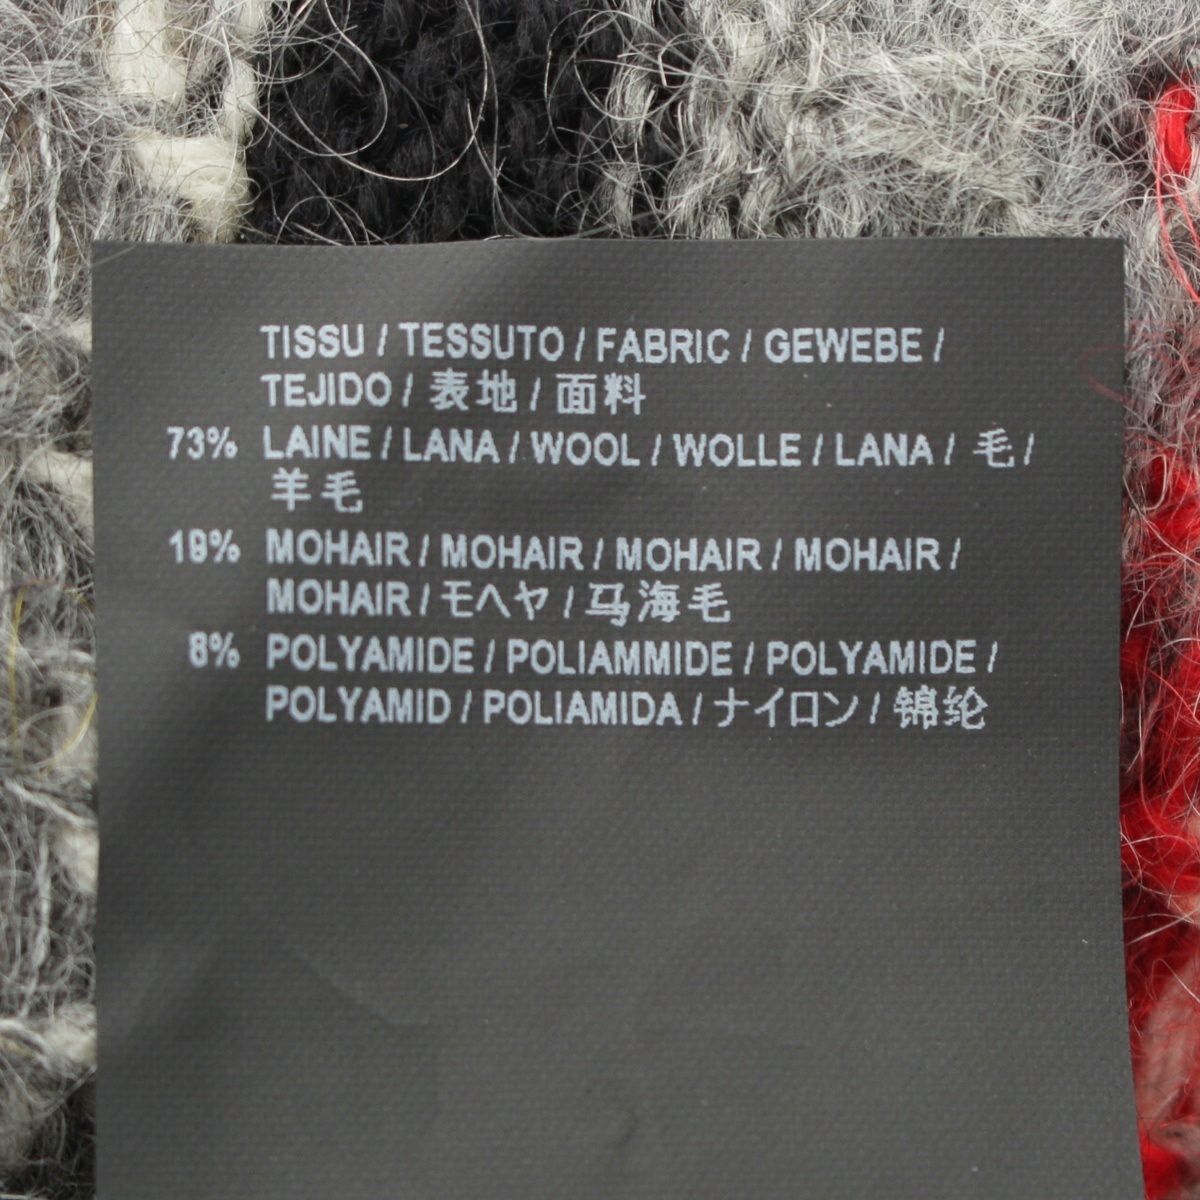 TISSU / TESSUTO / FABRIC / GEWEBE /
TEJIDO / 表地 / 面料
73% LAINE / LANA / WOOL / WOLLE / LANA / 毛 /
羊毛
19% MOHAIR / MOHAIR / MOHAIR / MOHAIR /
MOHAIR / モヘヤ / 马海毛
8% POLYAMIDE / POLIAMMIDE / POLYAMIDE /
POLYAMID / POLIAMIDA / ナイロン / 锦纶